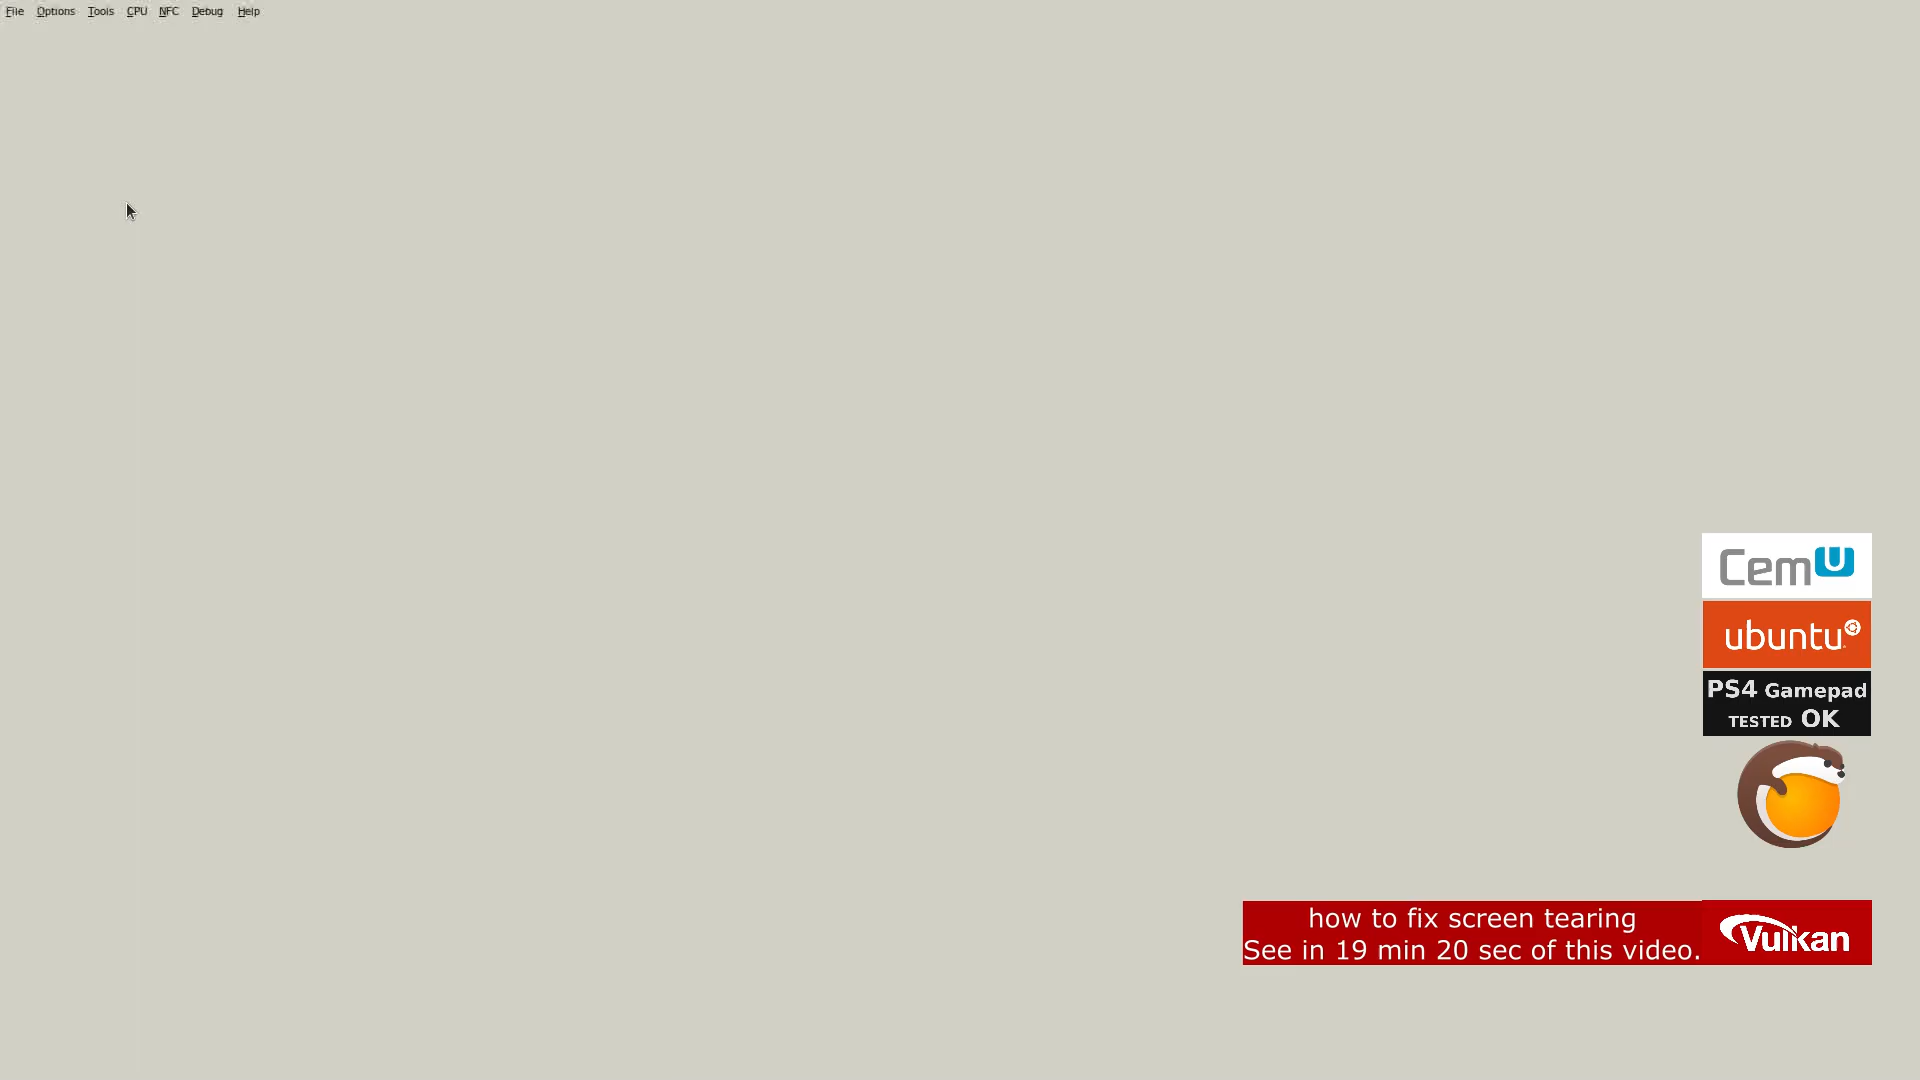 File Options Tools CPU NFC Debug Help
Cemu
ubuntu
PS4 Gamepad
TESTED OK
how to fix screen tearing
See in 19 min 20 sec of this video.
Vulkan